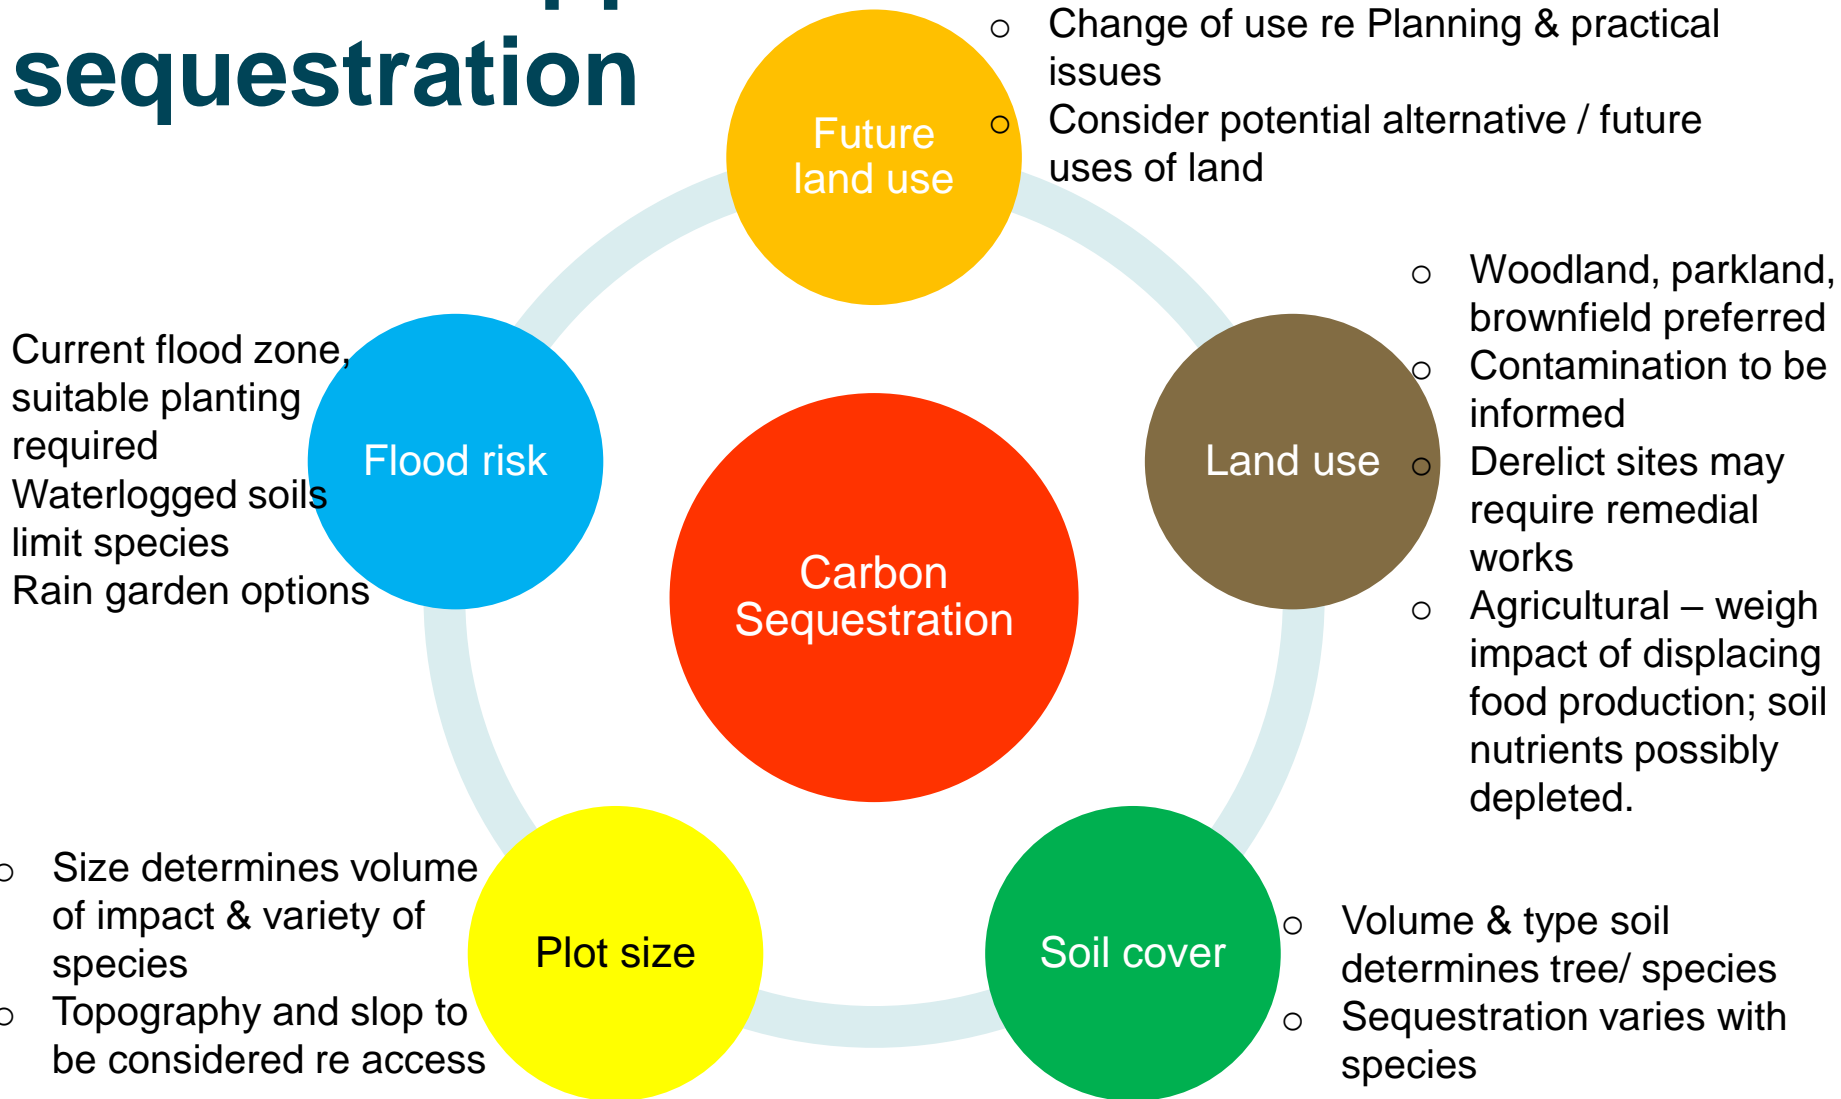 sequestration
Future
land use
○ Change of use re Planning & practical
issues
○ Consider potential alternative / future
uses of land
Land use
○ Woodland, parkland,
brownfield preferred
○ Contamination to be
informed
○ Derelict sites may
require remedial
works
○ Agricultural – weigh
impact of displacing
food production; soil
nutrients possibly
depleted.
Flood risk
Current flood zone,
suitable planting
required
Waterlogged soils
limit species
Rain garden options
Carbon
Sequestration
Plot size
○ Size determines volume
of impact & variety of
species
○ Topography and slop to
be considered re access
Soil cover
○ Volume & type soil
determines tree/ species
○ Sequestration varies with
species